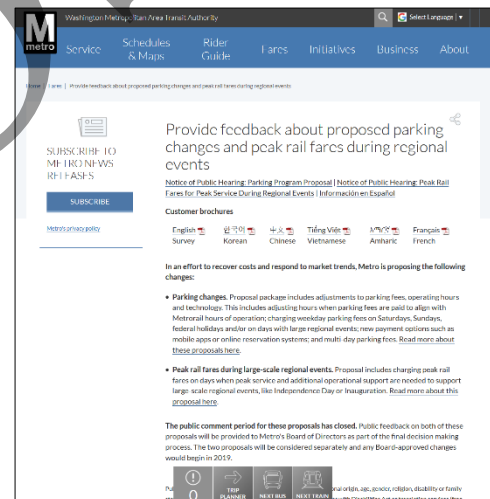 Washington Metropolitan Area Transit Authority
Select Language | ▼
M
metro
Service
Schedules & Maps
Rider Guide
Fares
Initiatives
Business
About
Home | Fares | Provide feedback about proposed parking changes and peak rail fares during regional events
SUBSCRIBE TO
METRO NEWS
RELEASES
SUBSCRIBE
Metro's privacy policy
Provide feedback about proposed parking
changes and peak rail fares during regional
events
Notice of Public Hearing: Parking Program Proposal | Notice of Public Hearing: Peak Rail
Fares for Peak Service During Regional Events | Información en Español
Customer brochures
English 한국어 中文 Tiếng Việt አማርኛ Français
Survey Korean Chinese Vietnamese Amharic French
In an effort to recover costs and respond to market trends, Metro is proposing the following
changes:
• Parking changes. Proposal package includes adjustments to parking fees, operating hours
and technology. This includes adjusting hours when parking fees are paid to align with
Metrorail hours of operation; charging weekday parking fees on Saturdays, Sundays,
federal holidays and/or on days with large regional events; new payment options such as
mobile apps or online reservation systems; and multi-day parking fees. Read more about
these proposals here.
• Peak rail fares during large-scale regional events. Proposal includes charging peak rail
fares on days when peak service and additional operational support are needed to support
large-scale regional events, like Independence Day or Inauguration. Read more about this
proposal here.
The public comment period for these proposals has closed. Public feedback on both of these
proposals will be provided to Metro's Board of Directors as part of the final decision making
process. The two proposals will be considered separately and any Board-approved changes
would begin in 2019.
0
TRIP
PLANNER
NEXT BUS
NEXT TRAIN
origin, age, gender, religion, disability or family